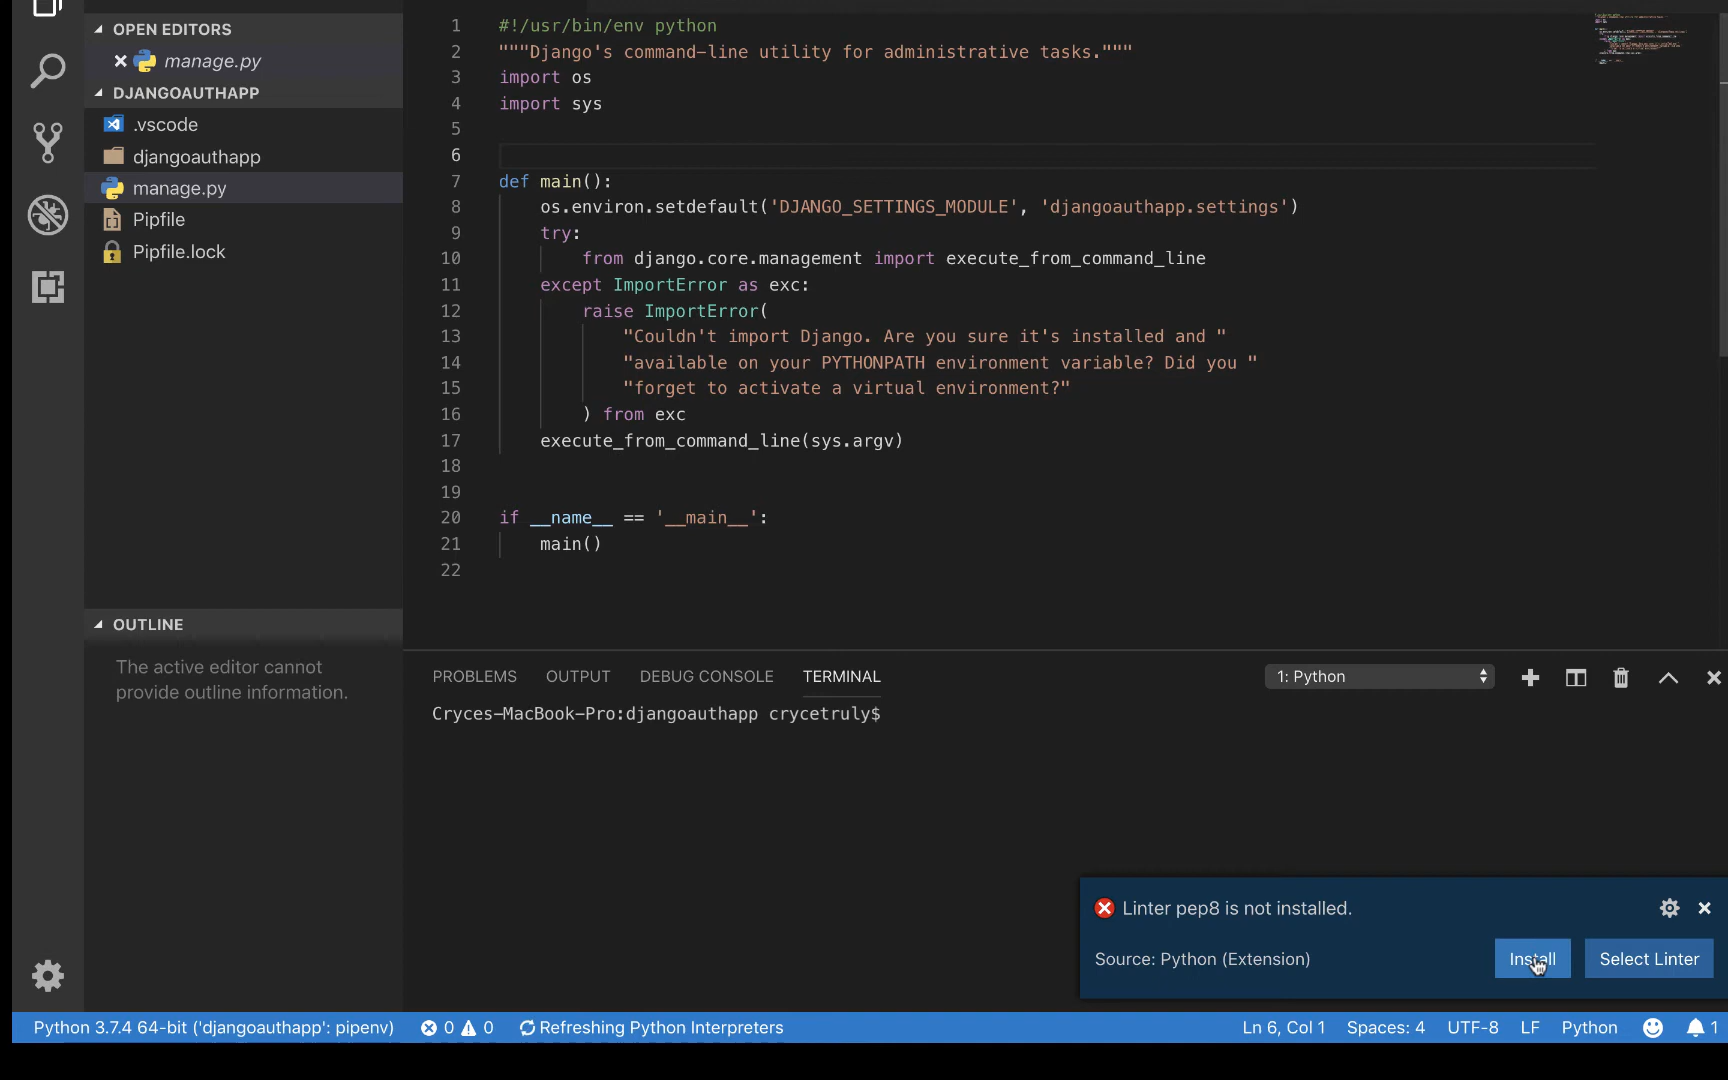 OPEN EDITORS
manage.py
DJANGOAUTHAPP
.vscode
djangoauthapp
manage.py
Pipfile
Pipfile.lock
OUTLINE
The active editor cannot
provide outline information.
1 #!/usr/bin/env python
2 """Django's command-line utility for administrative tasks."""
3 import os
4 import sys
5
6
7 def main():
8 os.environ.setdefault('DJANGO_SETTINGS_MODULE', 'djangoauthapp.settings')
9 try:
10 from django.core.management import execute_from_command_line
11 except ImportError as exc:
12 raise ImportError(
13 "Couldn't import Django. Are you sure it's installed and "
14 "available on your PYTHONPATH environment variable? Did you "
15 "forget to activate a virtual environment?"
16 ) from exc
17 execute_from_command_line(sys.argv)
18
19
20 if __name__ == '__main__':
21 main()
22
PROBLEMS OUTPUT DEBUG CONSOLE TERMINAL 1: Python
Cryces-MacBook-Pro:djangoauthapp crycetruly$
Linter pep8 is not installed.
Source: Python (Extension) Install Select Linter
Python 3.7.4 64-bit ('djangoauthapp': pipenv) 0 0 Refreshing Python Interpreters Ln 6, Col 1 Spaces: 4 UTF-8 LF Python 1